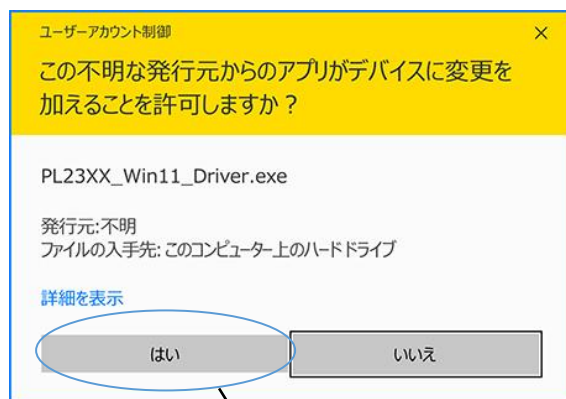 ユーザーアカウント制御
この不明な発行元からのアプリがデバイスに変更を
加えることを許可しますか？
PL23XX_Win11_Driver.exe
発行元:不明
ファイルの入手先: このコンピューター上のハードドライブ
詳細を表示
はい
いいえ